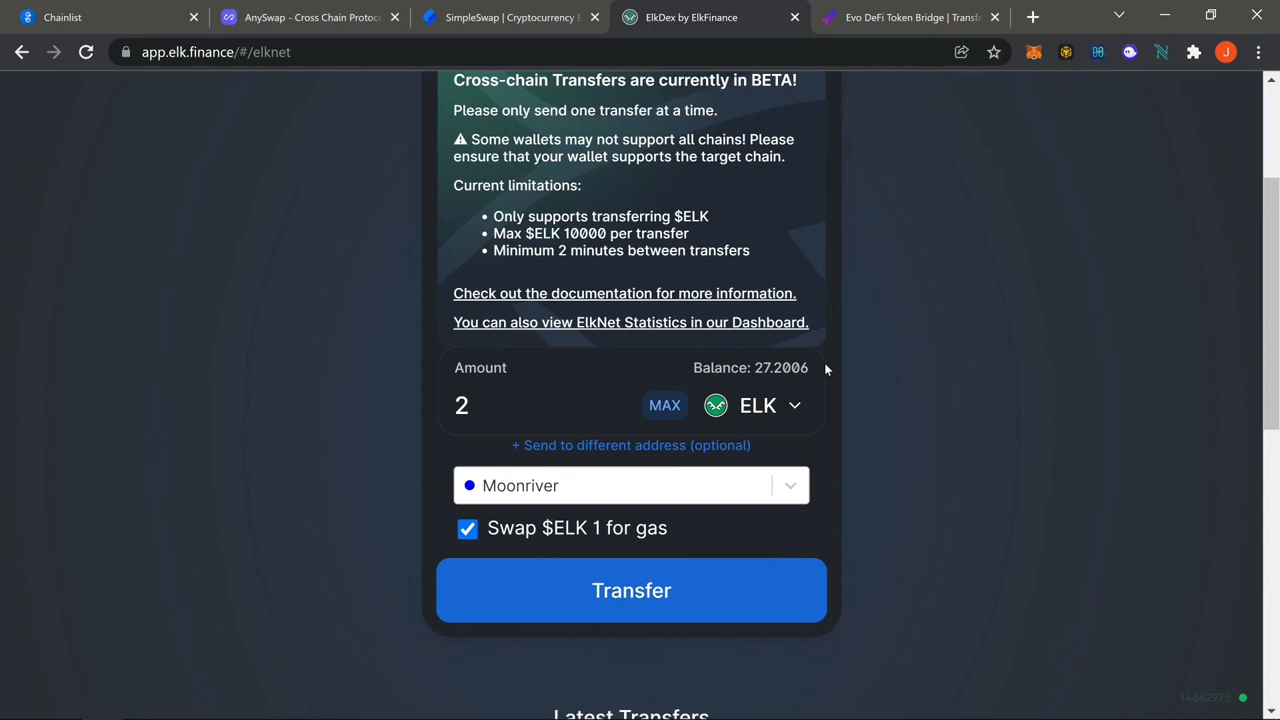 Chainlist
AnySwap - Cross Chain Protoco
SimpleSwap | Cryptocurrency E
ElkDex by ElkFinance
Evo DeFi Token Bridge | Transf
app.elk.finance/#/elknet
J
Cross-chain Transfers are currently in BETA!
Please only send one transfer at a time.
⚠ Some wallets may not support all chains! Please
ensure that your wallet supports the target chain.
Current limitations:
• Only supports transferring $ELK
• Max $ELK 10000 per transfer
• Minimum 2 minutes between transfers
Check out the documentation for more information.
You can also view ElkNet Statistics in our Dashboard.
Amount Balance: 27.2006
2 MAX ELK
+ Send to different address (optional)
Moonriver
Swap $ELK 1 for gas
Transfer
14662975
Latest Transfers